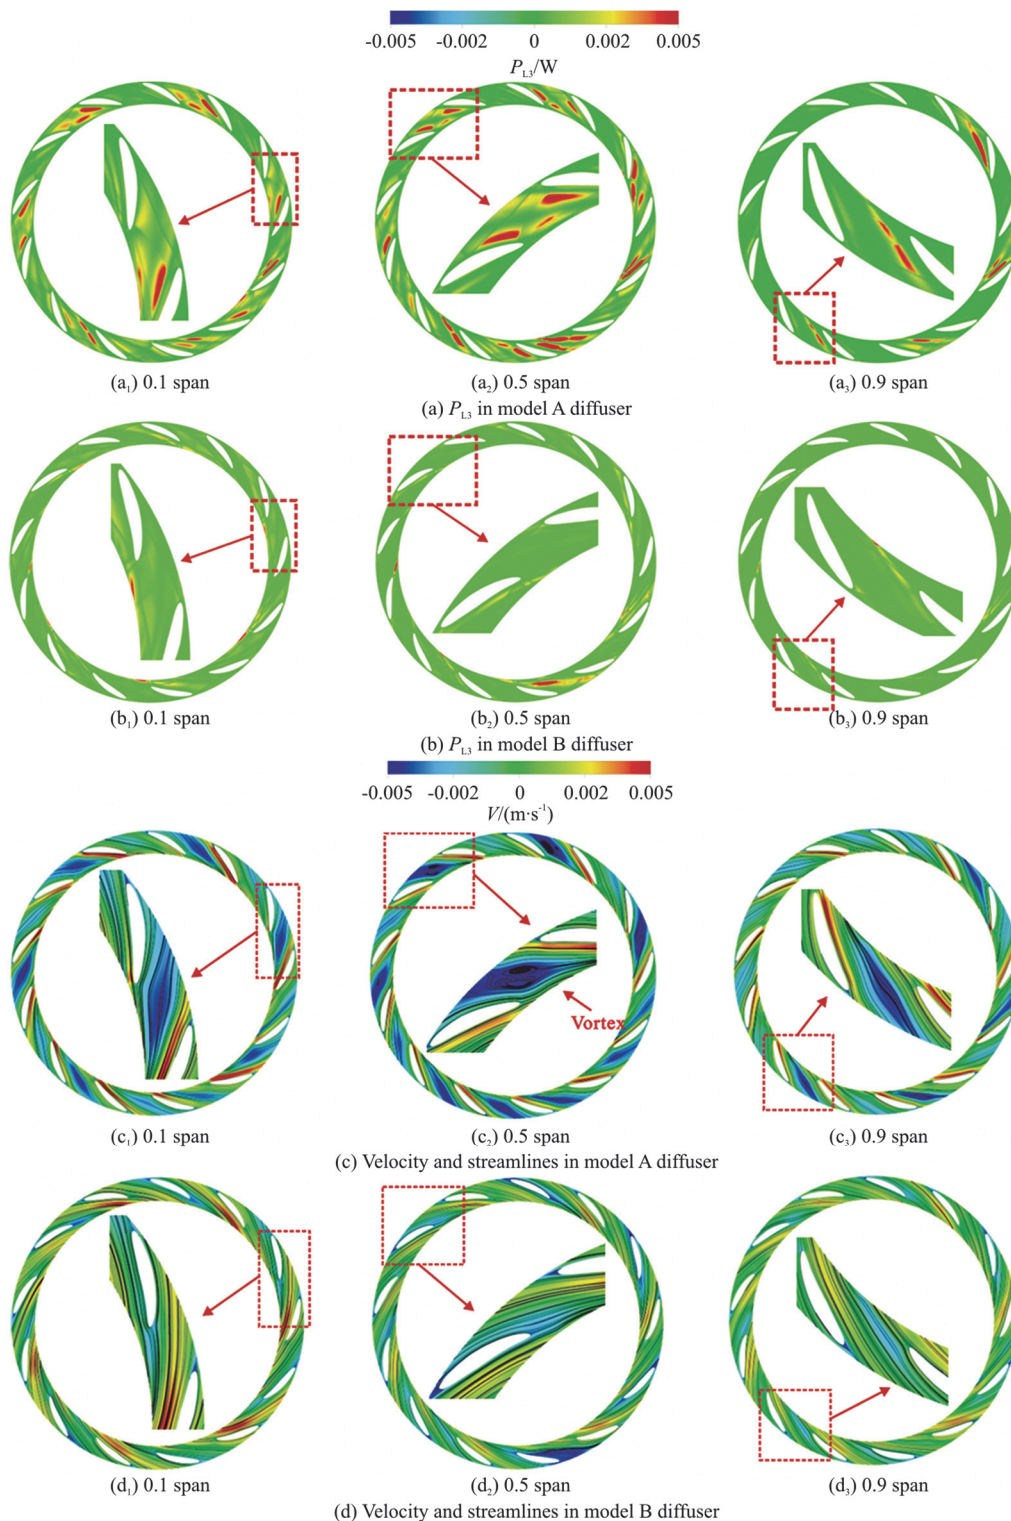 -0.005 -0.002 0 0.002 0.005
P_L3/W
(a₁) 0.1 span (a₂) 0.5 span (a₃) 0.9 span
(a) P_L3 in model A diffuser
(b₁) 0.1 span (b₂) 0.5 span (b₃) 0.9 span
(b) P_L3 in model B diffuser
-0.005 -0.002 0 0.002 0.005
V/(m·s⁻¹)
Vortex
(c₁) 0.1 span (c₂) 0.5 span (c₃) 0.9 span
(c) Velocity and streamlines in model A diffuser
(d₁) 0.1 span (d₂) 0.5 span (d₃) 0.9 span
(d) Velocity and streamlines in model B diffuser